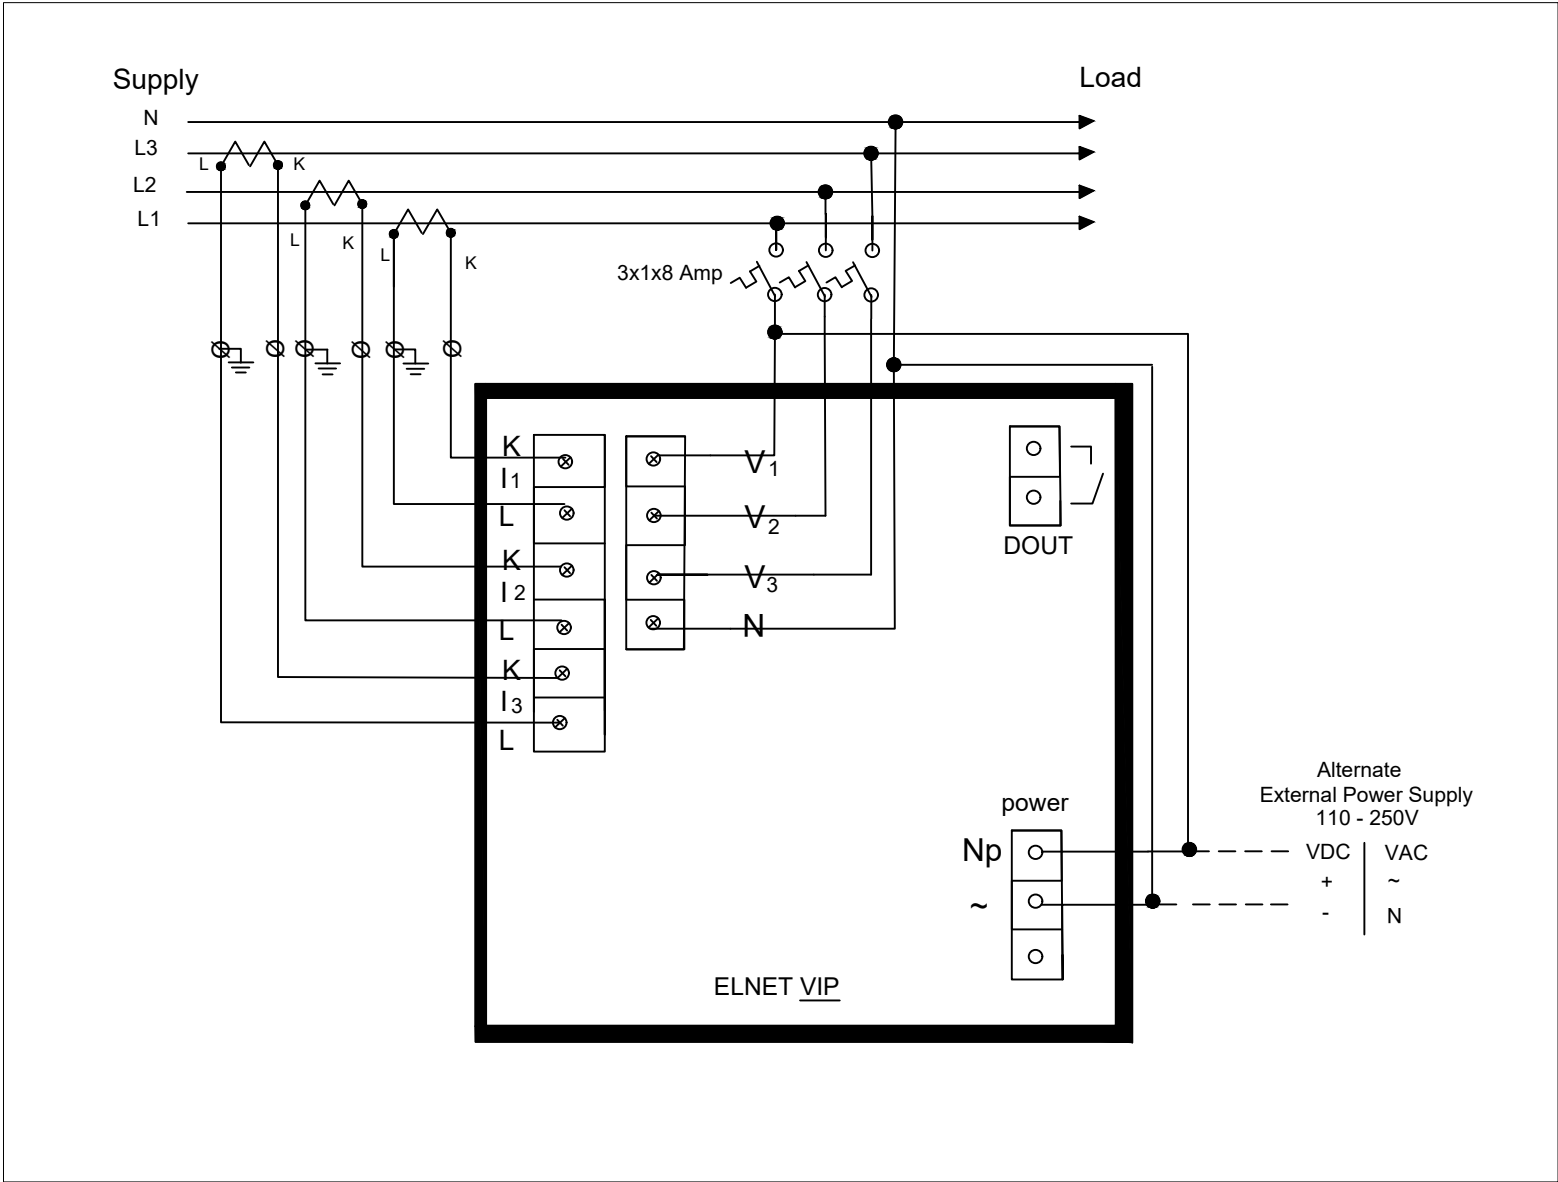 Supply
Load
N
L3
L K
L2
L1
L
K
L
K
3x1x8 Amp
K
I1
L
K
I2
L
K
I3
L
V1
V2
V3
N
DOUT
power
Np
~
Alternate
External Power Supply
110 - 250V
VDC VAC
+ ~
- N
ELNET VIP